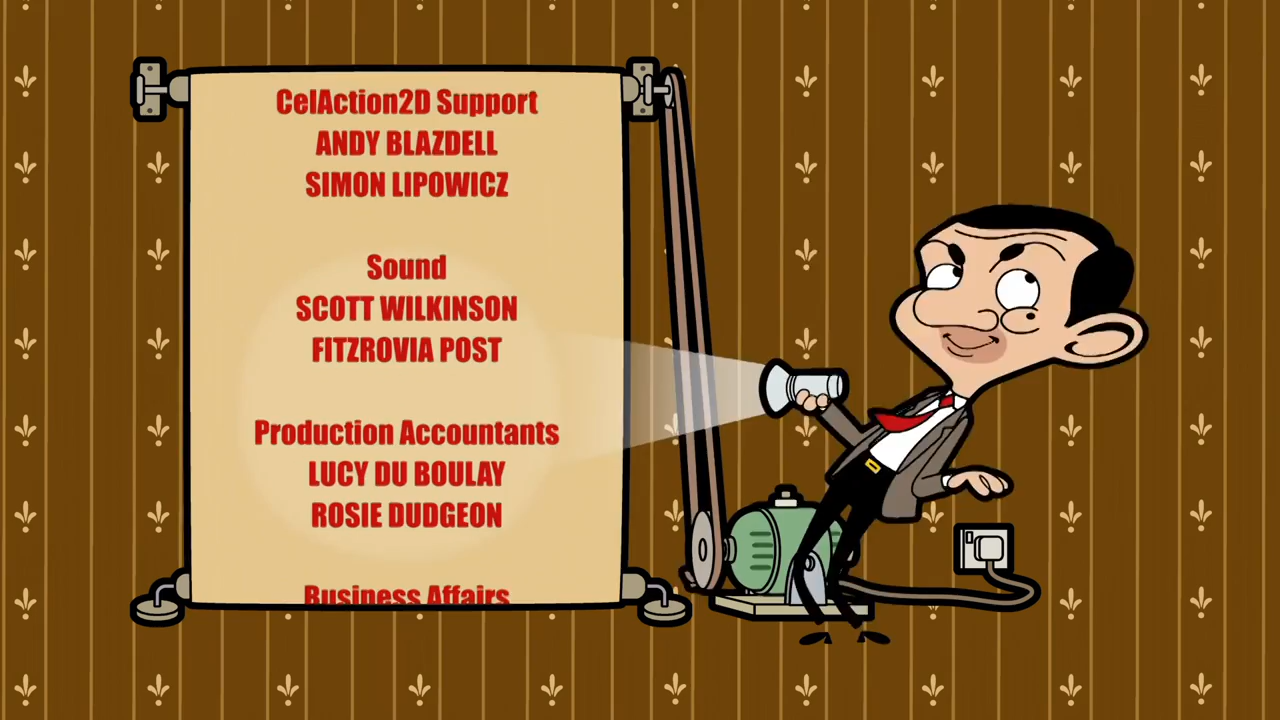 CelAction2D Support
ANDY BLAZDELL
SIMON LIPOWICZ
Sound
SCOTT WILKINSON
FITZROVIA POST
Production Accountants
LUCY DU BOULAY
ROSIE DUDGEON
Business Affairs